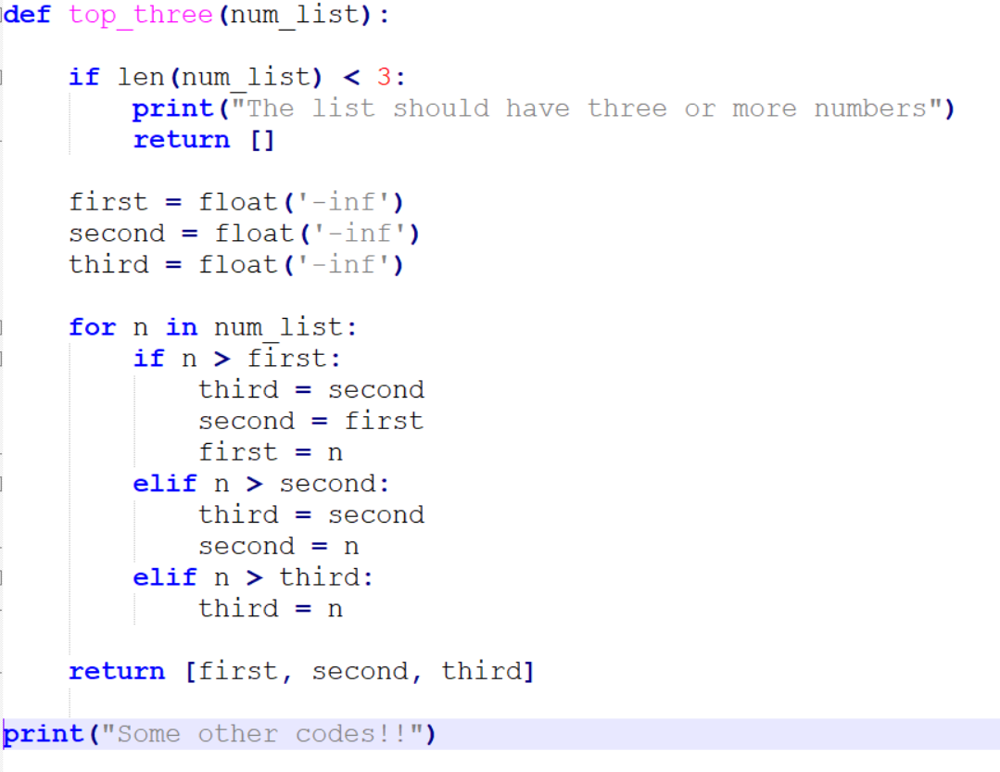 def top_three(num_list):
    if len(num_list) < 3:
        print("The list should have three or more numbers")
        return []
    first = float('-inf')
    second = float('-inf')
    third = float('-inf')
    for n in num_list:
        if n > first:
            third = second
            second = first
            first = n
        elif n > second:
            third = second
            second = n
        elif n > third:
            third = n
    return [first, second, third]
print("Some other codes!!")